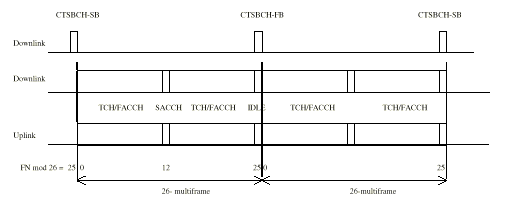 CTSBCH-SB CTSBCH-FB CTSBCH-SB
Downlink
Downlink
TCH/FACCH SACCH TCH/FACCH IDLE TCH/FACCH TCH/FACCH
Uplink
FN mod 26 = 25 0 12 25 0 25
26- multiframe 26-multiframe